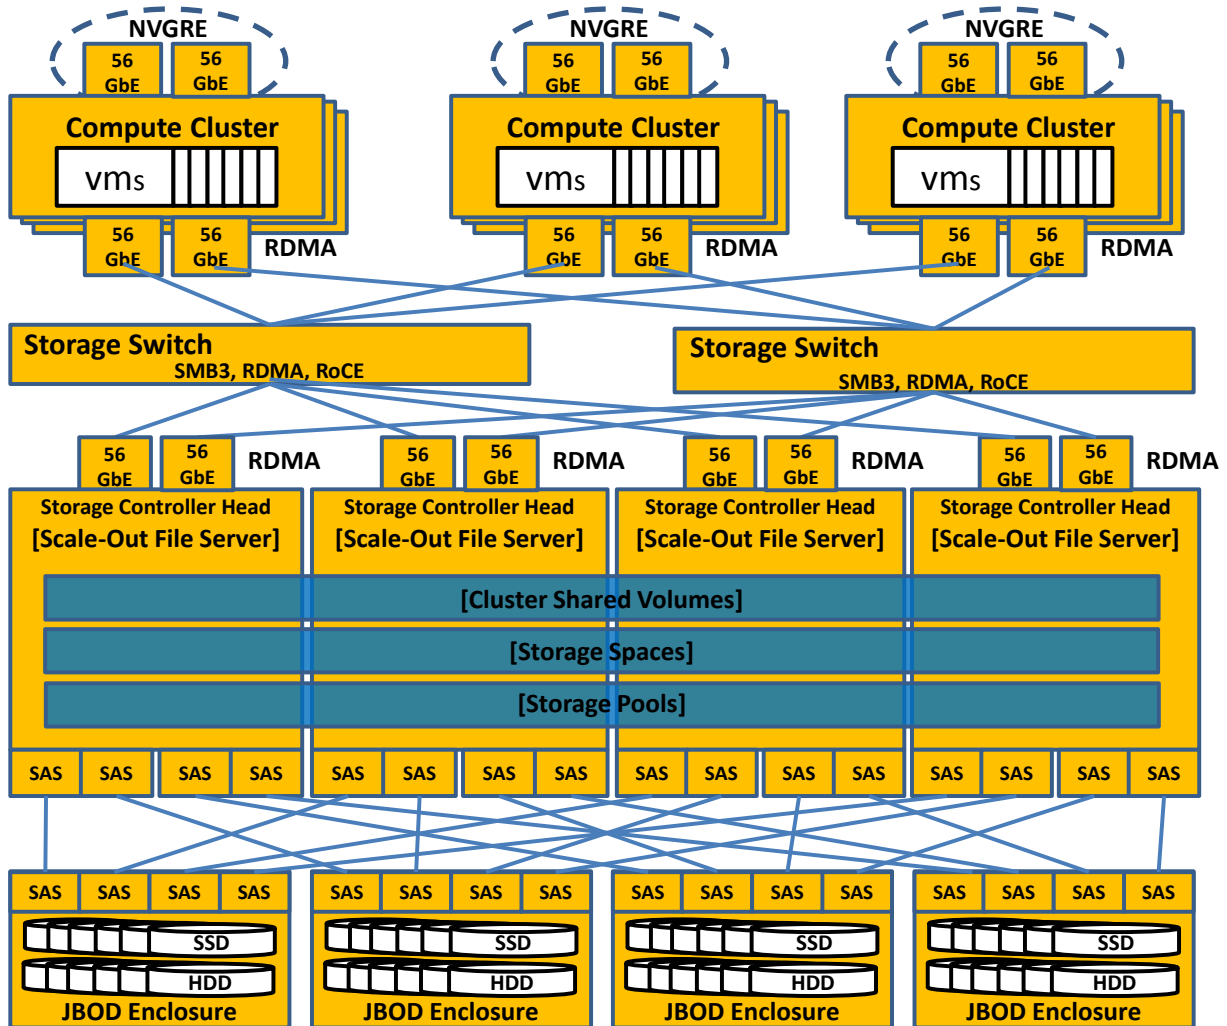 NVGRE
NVGRE
NVGRE
56 GbE
56 GbE
56 GbE
56 GbE
56 GbE
56 GbE
Compute Cluster
Compute Cluster
Compute Cluster
vms
vms
vms
56 GbE
56 GbE
RDMA
56 GbE
56 GbE
RDMA
56 GbE
56 GbE
RDMA
Storage Switch
SMB3, RDMA, RoCE
Storage Switch
SMB3, RDMA, RoCE
56 GbE
56 GbE
RDMA
56 GbE
56 GbE
RDMA
56 GbE
56 GbE
RDMA
56 GbE
56 GbE
RDMA
Storage Controller Head
[Scale-Out File Server]
Storage Controller Head
[Scale-Out File Server]
Storage Controller Head
[Scale-Out File Server]
Storage Controller Head
[Scale-Out File Server]
[Cluster Shared Volumes]
[Storage Spaces]
[Storage Pools]
SAS SAS SAS SAS
SAS SAS SAS SAS
SAS SAS SAS SAS
SAS SAS SAS SAS
SAS SAS SAS SAS
SAS SAS SAS SAS
SAS SAS SAS SAS
SAS SAS SAS SAS
SSD
HDD
JBOD Enclosure
SSD
HDD
JBOD Enclosure
SSD
HDD
JBOD Enclosure
SSD
HDD
JBOD Enclosure